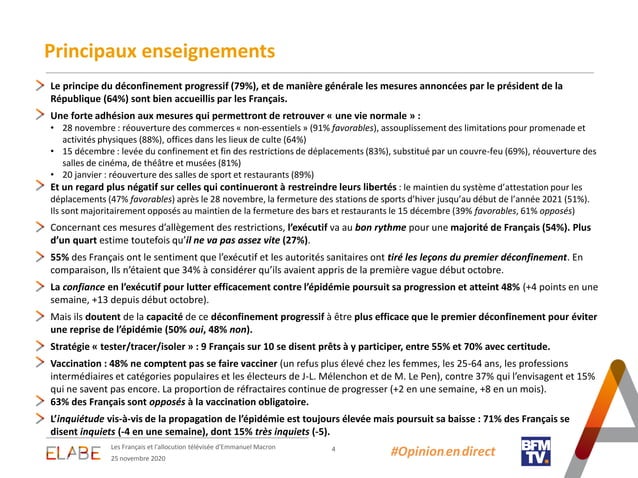 Principaux enseignements
Le principe du déconfinement progressif (79%), et de manière générale les mesures annoncées par le président de la
République (64%) sont bien accueillis par les Français.
Une forte adhésion aux mesures qui permettront de retrouver « une vie normale » :
• 28 novembre : réouverture des commerces « non-essentiels » (91% favorables), assouplissement des limitations pour promenade et
activités physiques (88%), offices dans les lieux de culte (64%)
• 15 décembre : levée du confinement et fin des restrictions de déplacements (83%), substitué par un couvre-feu (69%), réouverture des
salles de cinéma, de théâtre et musées (81%)
• 20 janvier : réouverture des salles de sport et restaurants (89%)
Et un regard plus négatif sur celles qui continueront à restreindre leurs libertés : le maintien du système d'attestation pour les
déplacements (47% favorables) après le 28 novembre, la fermeture des stations de sports d'hiver jusqu'au début de l'année 2021 (51%).
Ils sont majoritairement opposés au maintien de la fermeture des bars et restaurants le 15 décembre (39% favorables, 61% opposés)
Concernant ces mesures d'allègement des restrictions, l'exécutif va au bon rythme pour une majorité de Français (54%). Plus
d'un quart estime toutefois qu'il ne va pas assez vite (27%).
55% des Français ont le sentiment que l'exécutif et les autorités sanitaires ont tiré les leçons du premier déconfinement. En
comparaison, Ils n'étaient que 34% à considérer qu'ils avaient appris de la première vague début octobre.
La confiance en l'exécutif pour lutter efficacement contre l'épidémie poursuit sa progression et atteint 48% (+4 points en une
semaine, +13 depuis début octobre).
Mais ils doutent de la capacité de ce déconfinement progressif à être plus efficace que le premier déconfinement pour éviter
une reprise de l'épidémie (50% oui, 48% non).
Stratégie « tester/tracer/isoler » : 9 Français sur 10 se disent prêts à y participer, entre 55% et 70% avec certitude.
Vaccination : 48% ne comptent pas se faire vacciner (un refus plus élevé chez les femmes, les 25-64 ans, les professions
intermédiaires et catégories populaires et les électeurs de J-L. Mélenchon et de M. Le Pen), contre 37% qui l'envisagent et 15%
qui ne savent pas encore. La proportion de réfractaires continue de progresser (+2 en une semaine, +8 en un mois).
63% des Français sont opposés à la vaccination obligatoire.
L'inquiétude vis-à-vis de la propagation de l'épidémie est toujours élevée mais poursuit sa baisse : 71% des Français se
disent inquiets (-4 en une semaine), dont 15% très inquiets (-5).
ELABE
Les Français et l'allocution télévisée d'Emmanuel Macron
25 novembre 2020
4
#Opinionendirect
BFM
TV.